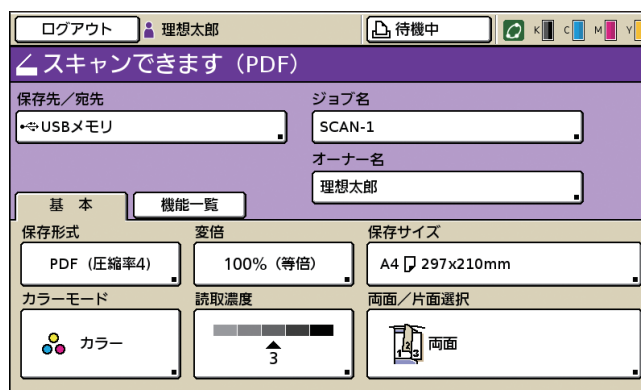 ログアウト 理想太郎 待機中 K C M Y
スキャンできます（PDF）
保存先／宛先 ジョブ名
USBメモリ SCAN-1
オーナー名
理想太郎
基 本 機能一覧
保存形式 変倍 保存サイズ
PDF（圧縮率4） 100%（等倍） A4 297x210mm
カラーモード 読取濃度 両面／片面選択
カラー 3 1 2 3 両面